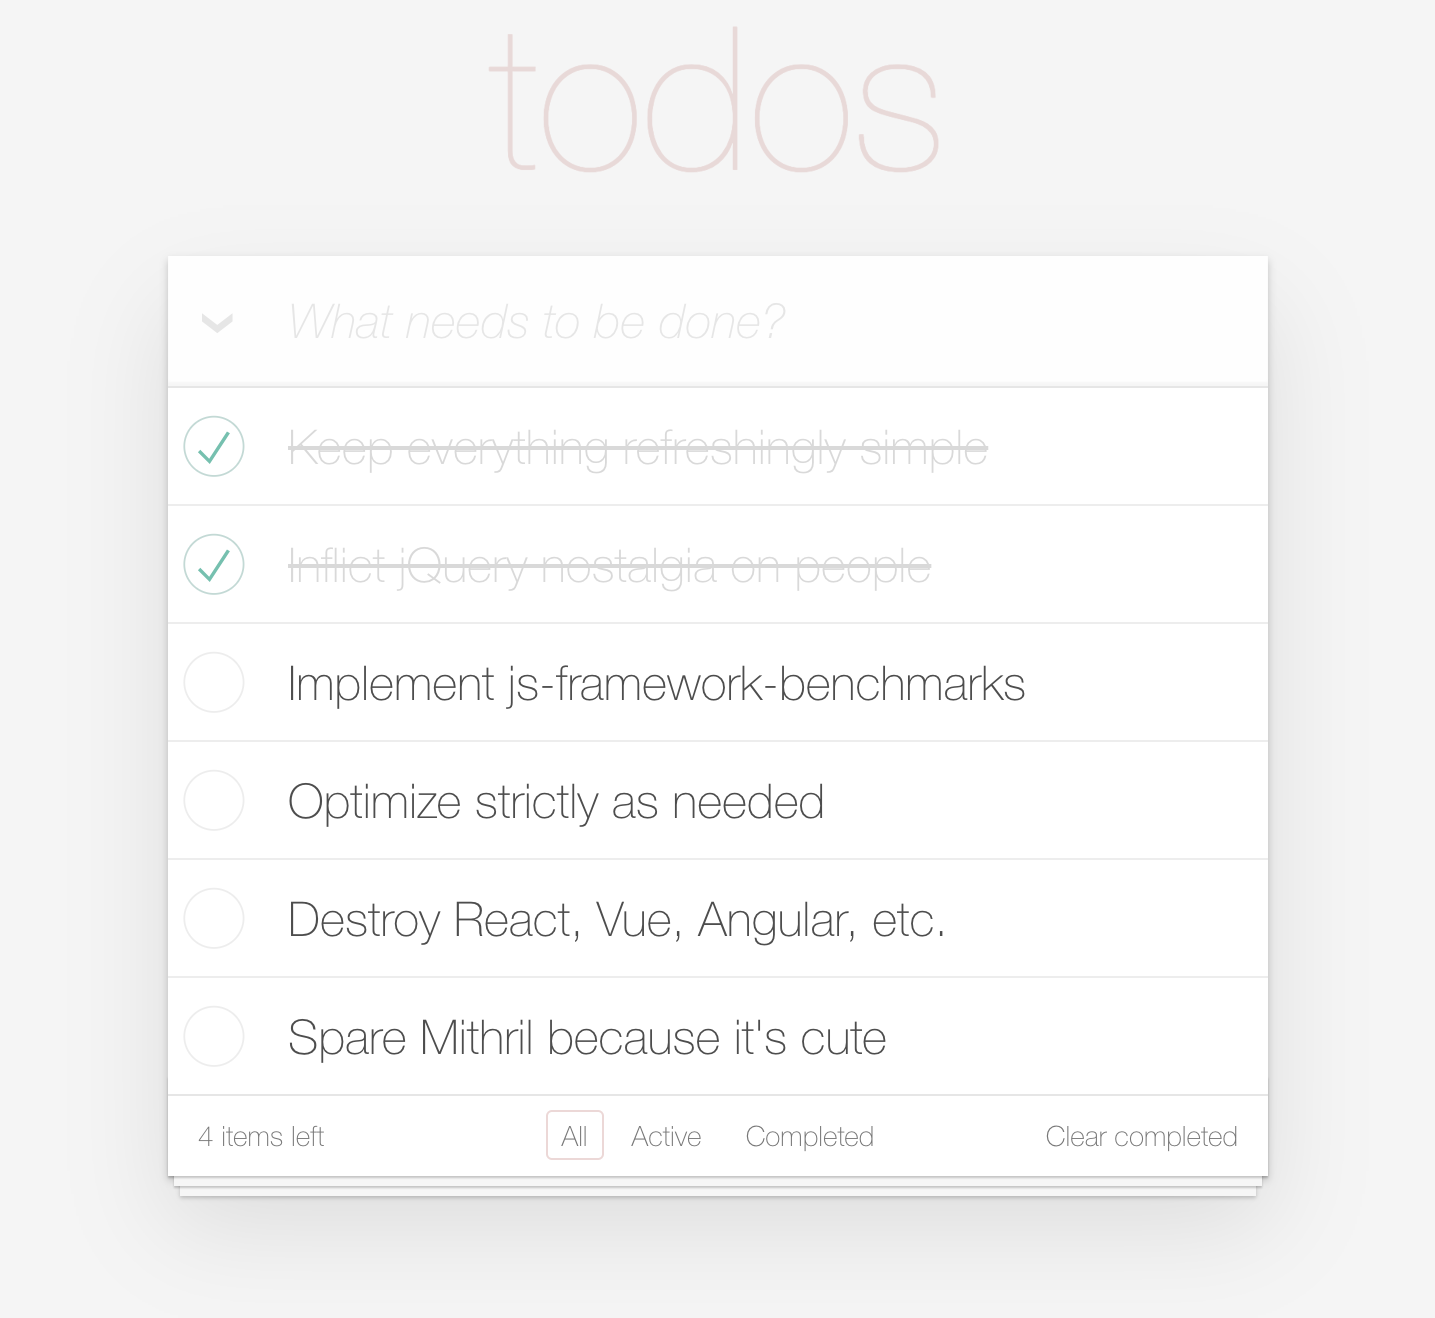 todos
What needs to be done?
Keep everything refreshingly simple
Inflict jQuery nostalgia on people
Implement js-framework-benchmarks
Optimize strictly as needed
Destroy React, Vue, Angular, etc.
Spare Mithril because it's cute
4 items left All Active Completed Clear completed